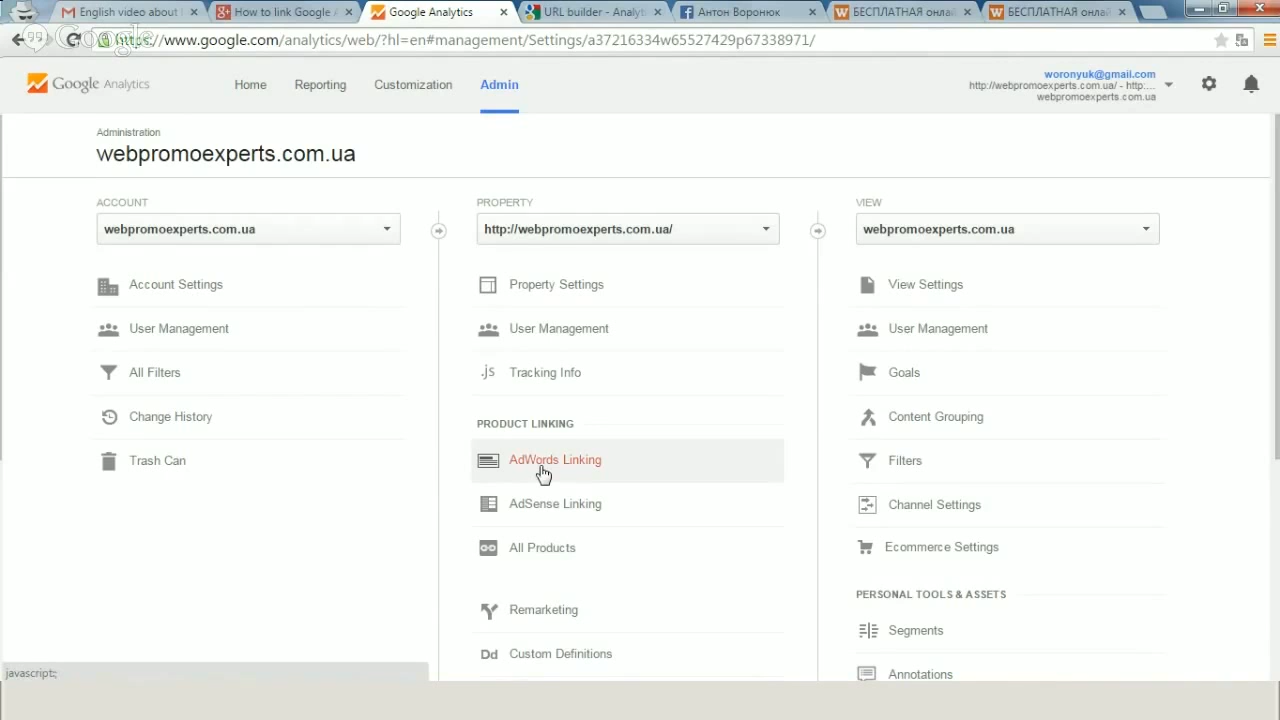 English video about
How to link Google
Google Analytics
URL builder - Analyti
Антон Воронюк
БЕСПЛАТНАЯ онлай
БЕСПЛАТНАЯ онлай
Google
https://www.google.com/analytics/web/?hl=en#management/Settings/a37216334w65527429p67338971/
Google Analytics
Home
Reporting
Customization
Admin
woronyuk@gmail.com
http://webpromoexperts.com.ua/ - http:...
webpromoexperts.com.ua
Administration
webpromoexperts.com.ua
ACCOUNT
webpromoexperts.com.ua
Account Settings
User Management
All Filters
Change History
Trash Can
PROPERTY
http://webpromoexperts.com.ua/
Property Settings
User Management
.js Tracking Info
PRODUCT LINKING
AdWords Linking
AdSense Linking
All Products
Remarketing
Dd Custom Definitions
VIEW
webpromoexperts.com.ua
View Settings
User Management
Goals
Content Grouping
Filters
Channel Settings
Ecommerce Settings
PERSONAL TOOLS & ASSETS
Segments
Annotations
javascript:;